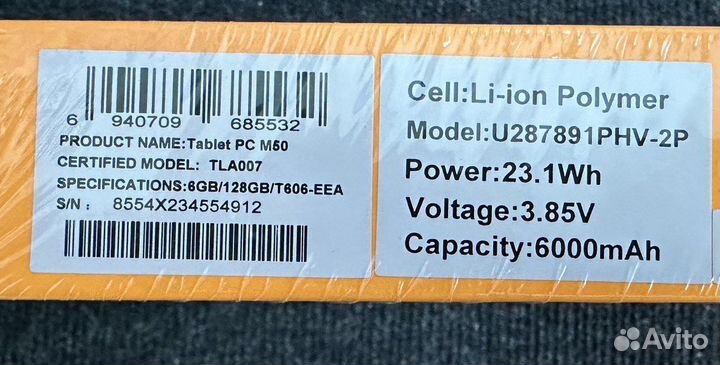 6 940709 685532
PRODUCT NAME:Tablet PC M50
CERTIFIED MODEL: TLA007
SPECIFICATIONS:6GB/128GB/T606-EEA
S/N : 8554X234554912
Cell:Li-ion Polymer
Model:U287891PHV-2P
Power:23.1Wh
Voltage:3.85V
Capacity:6000mAh
Avito